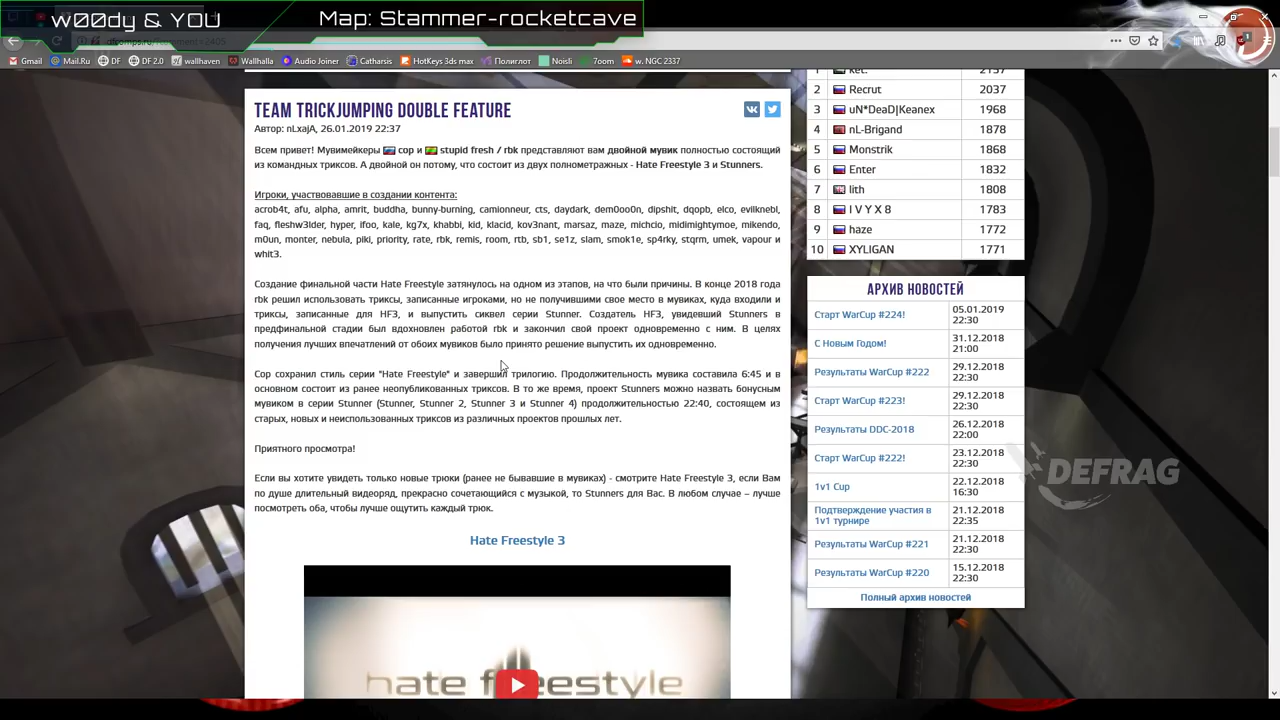 w00dy & YOU
Map: Stammer-rocketcave
Gmail Mail.Ru DF DF 2.0 wallhaven Wallhalla Audio Joiner Catharsis HotKeys 3ds max Полиглот Noisli 7oom w. NGC 2337
TEAM TRICKJUMPING DOUBLE FEATURE
Автор: nLxajA, 26.01.2019 22:37
Всем привет! Мувимейкеры cop и stupid fresh / rbk представляют вам двойной мувик полностью состоящий
из командных триксов. А двойной он потому, что состоит из двух полнометражных - Hate Freestyle 3 и Stunners.
Игроки, участвовавшие в создании контента:
acrob4t, afu, alpha, amrit, buddha, bunny-burning, camionneur, cts, daydark, dem0o0n, dipshit, dqopb, elco, evilknebl,
faq, fleshw3lder, hyper, ifoo, kale, kg7x, khabbi, kid, klacid, kov3nant, marsaz, maze, michcio, midimightymoe, mikendo,
m0un, monter, nebula, piki, priority, rate, rbk, remis, room, rtb, sb1, se1z, slam, smok1e, sp4rky, stqrm, umek, vapour и
whit3.
Создание финальной части Hate Freestyle затянулось на одном из этапов, на что были причины. В конце 2018 года
rbk решил использовать триксы, записанные игроками, но не получившими свое место в мувиках, куда входили и
триксы, записанные для HF3, и выпустить сиквел серии Stunner. Создатель HF3, увидевший Stunners в
предфинальной стадии был вдохновлен работой rbk и закончил свой проект одновременно с ним. В целях
получения лучших впечатлений от обоих мувиков было принято решение выпустить их одновременно.
Cop сохранил стиль серии "Hate Freestyle" и завершил трилогию. Продолжительность мувика составила 6:45 и в
основном состоит из ранее неопубликованных триксов. В то же время, проект Stunners можно назвать бонусным
мувиком в серии Stunner (Stunner, Stunner 2, Stunner 3 и Stunner 4) продолжительностью 22:40, состоящем из
старых, новых и неиспользованных триксов из различных проектов прошлых лет.
Приятного просмотра!
Если вы хотите увидеть только новые трюки (ранее не бывавшие в мувиках) - смотрите Hate Freestyle 3, если Вам
по душе длительный видеоряд, прекрасно сочетающийся с музыкой, то Stunners для Вас. В любом случае – лучше
посмотреть оба, чтобы лучше ощутить каждый трюк.
Hate Freestyle 3
hate freestyle
1 ket. 2137
2 Recrut 2037
3 uN*DeaD|Keanex 1968
4 nL-Brigand 1878
5 Monstrik 1868
6 Enter 1832
7 lith 1808
8 I V Y X 8 1783
9 haze 1772
10 XYLIGAN 1771
АРХИВ НОВОСТЕЙ
Старт WarCup #224! 05.01.2019
22:30
С Новым Годом! 31.12.2018
21:00
Результаты WarCup #222 29.12.2018
22:30
Старт WarCup #223! 29.12.2018
22:30
Результаты DDC-2018 26.12.2018
22:00
Старт WarCup #222! 23.12.2018
22:30
1v1 Cup 22.12.2018
16:30
Подтверждение участия в 21.12.2018
1v1 турнире 22:35
Результаты WarCup #221 21.12.2018
22:30
Результаты WarCup #220 15.12.2018
22:30
Полный архив новостей
DEFRAG